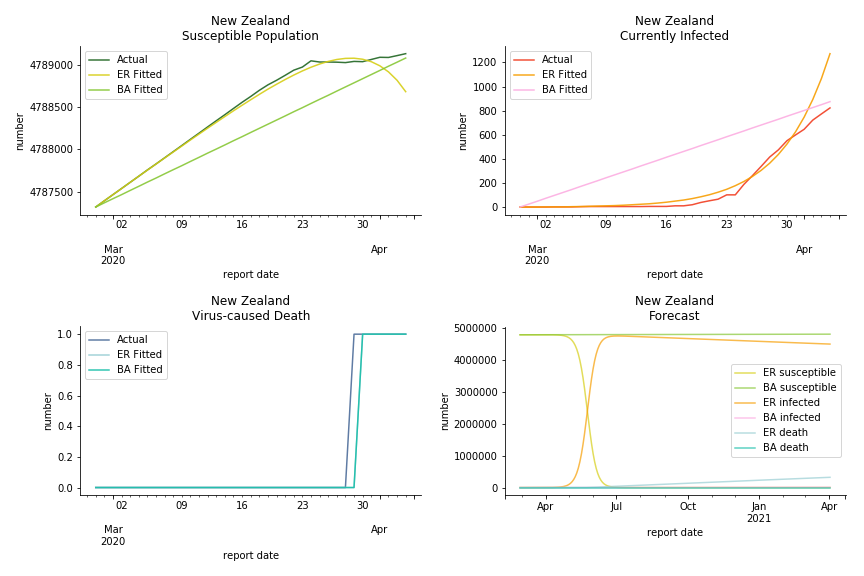 New Zealand
Susceptible Population
Actual
ER Fitted
BA Fitted
4789000
4788500
4788000
4787500
number
02
09
16
23
30
Mar
2020
Apr
report date
New Zealand
Currently Infected
Actual
ER Fitted
BA Fitted
1200
1000
800
600
400
200
0
number
02
09
16
23
30
Mar
2020
Apr
report date
New Zealand
Virus-caused Death
Actual
ER Fitted
BA Fitted
1.0
0.8
0.6
0.4
0.2
0.0
number
02
09
16
23
30
Mar
2020
Apr
report date
New Zealand
Forecast
5000000
4000000
3000000
2000000
1000000
0
number
ER susceptible
BA susceptible
ER infected
BA infected
ER death
BA death
Apr
Jul
Oct
Jan
2021
Apr
report date